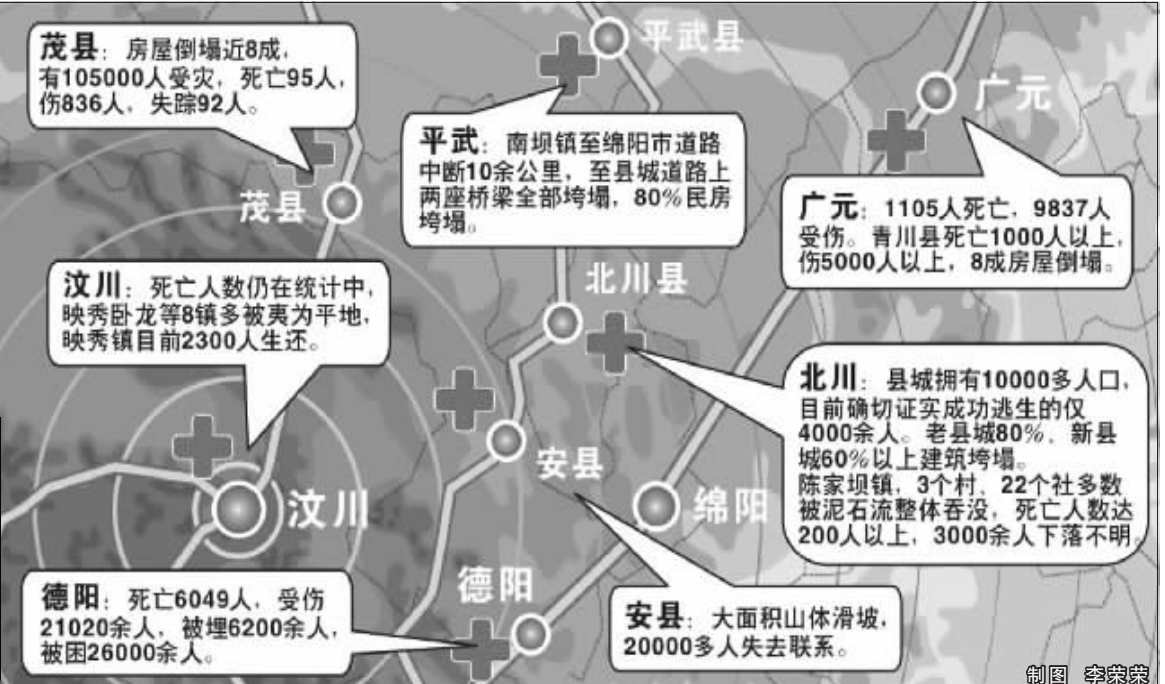 茂县：房屋倒塌近8成，
有105000人受灾，死亡95人，
伤836人，失踪92人。
平武县
广元
平武：南坝镇至绵阳市道路
中断10余公里，至县城道路上
两座桥梁全部垮塌，80%民房
垮塌。
茂县
广元：1105人死亡，9837人
受伤。青川县死亡1000人以上，
伤5000人以上，8成房屋倒塌。
汶川：死亡人数仍在统计中，
映秀卧龙等8镇多被夷为平地，
映秀镇目前2300人生还。
北川县
北川：县城拥有10000多人口，
目前确切证实成功逃生的仅
4000余人。老县城80%、新县
城60%以上建筑垮塌。
陈家坝镇，3个村、22个社多数
被泥石流整体吞没，死亡人数达
200人以上，3000余人下落不明。
安县
汶川
绵阳
德阳
德阳：死亡6049人，受伤
21020余人，被埋6200余人，
被困26000余人。
安县：大面积山体滑坡，
20000多人失去联系。
制图 李荣荣